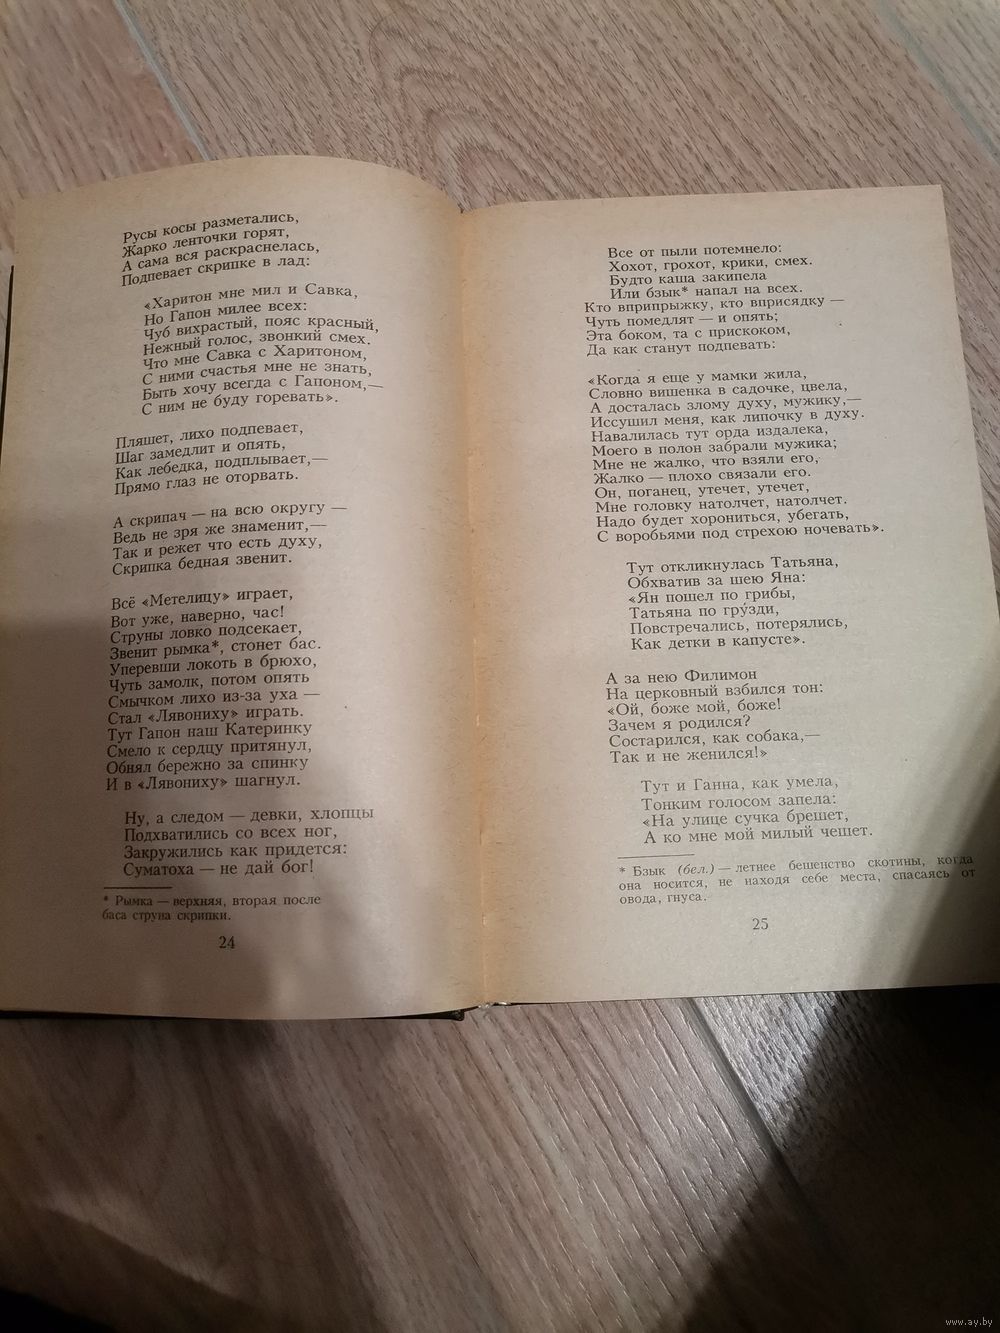 Русы косы разметались,
Жарко ленточки горят,
А сама вся раскраснелась,
Подпевает скрипке в лад:
«Харитон мне мил и Савка,
Но Гапон милее всех:
Чуб вихрастый, пояс красный,
Нежный голос, звонкий смех.
Что мне Савка с Харитоном,
С ними счастья мне не знать,
Быть хочу всегда с Гапоном,—
С ним не буду горевать».
Пляшет, лихо подпевает,
Шаг замедлит и опять,
Как лебедка, подплывает,—
Прямо глаз не оторвать.
А скрипач — на всю округу —
Ведь не зря же знаменит,—
Так и режет что есть духу,
Скрипка бедная звенит.
Всё «Метелицу» играет,
Вот уже, наверно, час!
Струны ловко подсекает,
Звенит рымка*, стонет бас.
Уперевши локоть в брюхо,
Чуть замолк, потом опять
Смычком лихо из-за уха —
Стал «Лявониху» играть.
Тут Гапон наш Катеринку
Смело к сердцу притянул,
Обнял бережно за спинку
И в «Лявониху» шагнул.
Ну, а следом — девки, хлопцы
Подхватились со всех ног,
Закружились как придется:
Суматоха — не дай бог!
* Рымка — верхняя, вторая после
баса струна скрипки.
24
Все от пыли потемнело:
Хохот, грохот, крики, смех.
Будто каша закипела
Или бзык* напал на всех.
Кто вприпрыжку, кто вприсядку —
Чуть помедлят — и опять;
Эта боком, та с прискоком,
Да как станут подпевать:
«Когда я еще у мамки жила,
Словно вишенка в садочке, цвела,
А досталась злому духу, мужику,—
Иссушил меня, как липочку в духу.
Навалилась тут орда издалека,
Моего в полон забрали мужика;
Мне не жалко, что взяли его,
Жалко — плохо связали его.
Он, поганец, утечет, утечет,
Мне головку натолчет, натолчет.
Надо будет хорониться, убегать,
С воробьями под стрехою ночевать».
Тут откликнулась Татьяна,
Обхватив за шею Яна:
«Ян пошел по грибы,
Татьяна по гру́зди,
Повстречались, потерялись,
Как детки в капусте».
А за нею Филимон
На церковный взбился тон:
«Ой, боже мой, боже!
Зачем я родился?
Состарился, как собака,—
Так и не женился!»
Тут и Ганна, как умела,
Тонким голосом запела:
«На улице сучка брешет,
А ко мне мой милый чешет.
* Бзык (бел.) — летнее бешенство скотины, когда
она носится, не находя себе места, спасаясь от
овода, гнуса.
25
www.ay.by